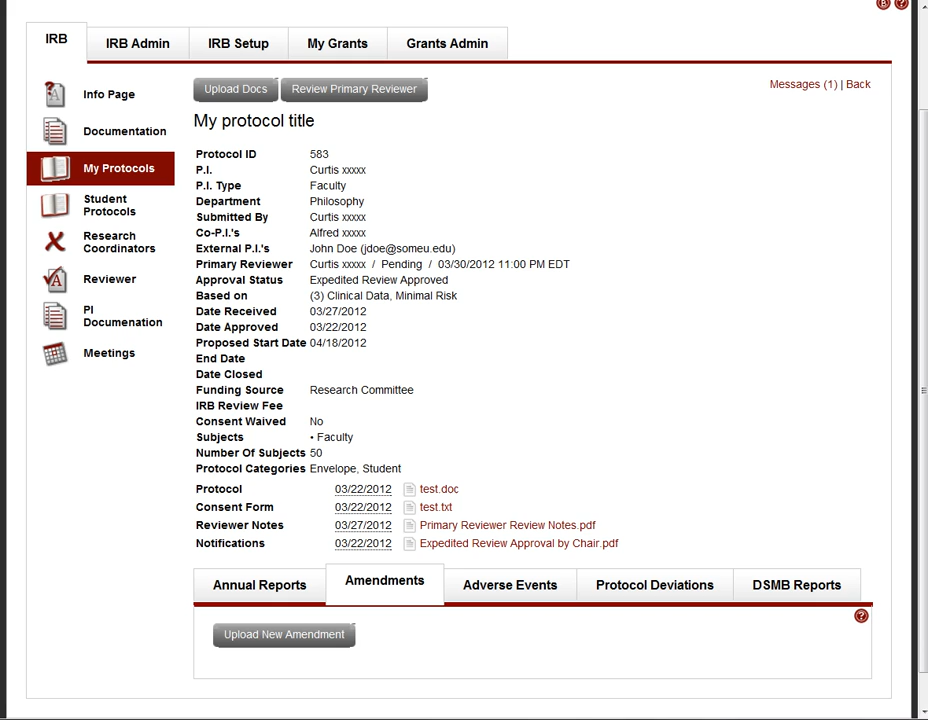 IRB
IRB Admin
IRB Setup
My Grants
Grants Admin
Info Page
Documentation
My Protocols
Student
Protocols
Research
Coordinators
Reviewer
PI
Documenation
Meetings
Upload Docs
Review Primary Reviewer
Messages (1) | Back
My protocol title
Protocol ID 583
P.I. Curtis xxxxx
P.I. Type Faculty
Department Philosophy
Submitted By Curtis xxxxx
Co-P.I.'s Alfred xxxxx
External P.I.'s John Doe (jdoe@someu.edu)
Primary Reviewer Curtis xxxxx / Pending / 03/30/2012 11:00 PM EDT
Approval Status Expedited Review Approved
Based on (3) Clinical Data, Minimal Risk
Date Received 03/27/2012
Date Approved 03/22/2012
Proposed Start Date 04/18/2012
End Date
Date Closed
Funding Source Research Committee
IRB Review Fee
Consent Waived No
Subjects • Faculty
Number Of Subjects 50
Protocol Categories Envelope, Student
Protocol 03/22/2012 test.doc
Consent Form 03/22/2012 test.txt
Reviewer Notes 03/27/2012 Primary Reviewer Review Notes.pdf
Notifications 03/22/2012 Expedited Review Approval by Chair.pdf
Annual Reports
Amendments
Adverse Events
Protocol Deviations
DSMB Reports
?
Upload New Amendment